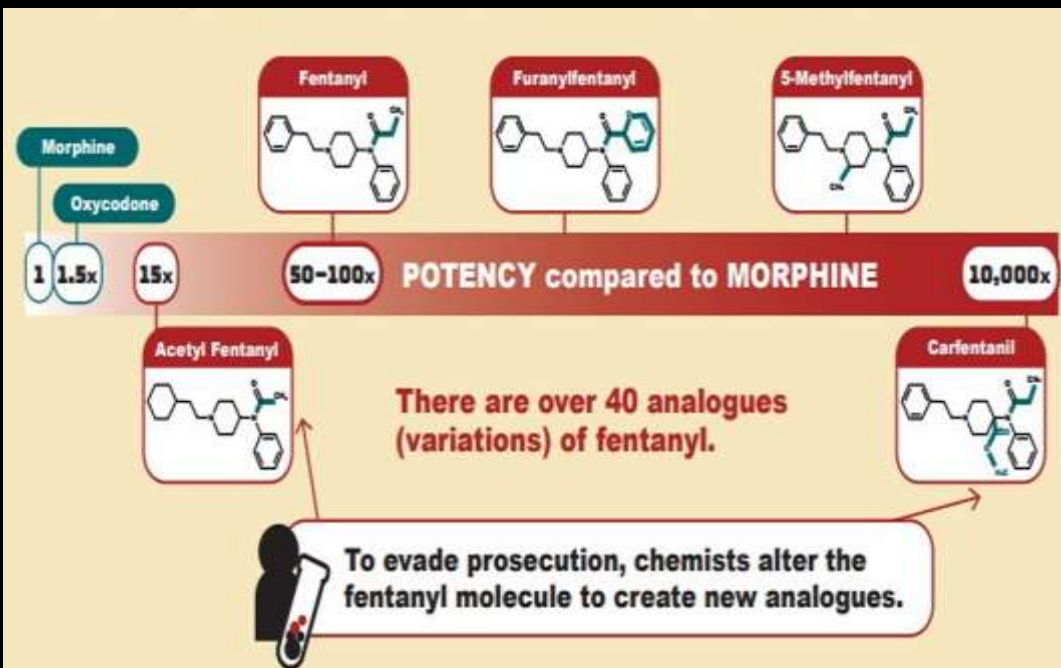 Fentanyl
Furanylfentanyl
5-Methylfentanyl
Morphine
Oxycodone
1
1.5x
15x
50-100x
POTENCY compared to MORPHINE
10,000x
Acetyl Fentanyl
Carfentanil
There are over 40 analogues
(variations) of fentanyl.
To evade prosecution, chemists alter the
fentanyl molecule to create new analogues.